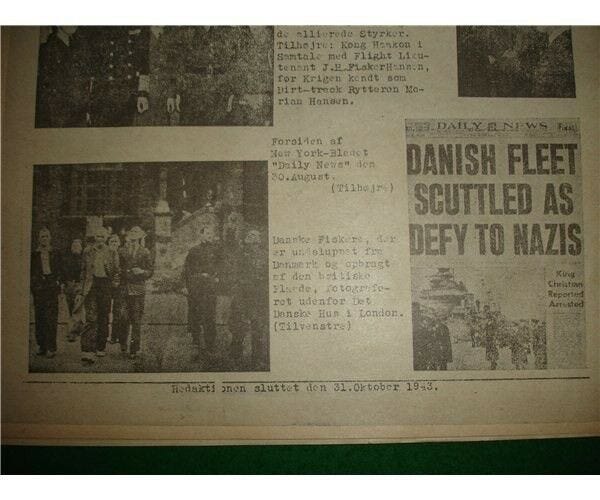 de allierede Styrker.
Tilhøjre: Kong Haakon i
Samtale med Flight Lieu-
tenant J.H.FiskerHansen,
før Krigen kendt som
Dirt-track Rytteren Mo-
rian Hansen.
Forsiden af
New York-Bladet
"Daily News" den
30.August.
(Tilhøjre)
DAILY NEWS
DANISH FLEET
SCUTTLED AS
DEFY TO NAZIS
King
Christian
Reported
Arrested
Danske Fiskere, der
er undsluppet fra
Danmark og opbragt
af den britiske
Flaade, fotografe-
ret udenfor Det
Danske Hus i London.
(Tilvenstre)
Redaktionen sluttet den 31.Oktober 1943.